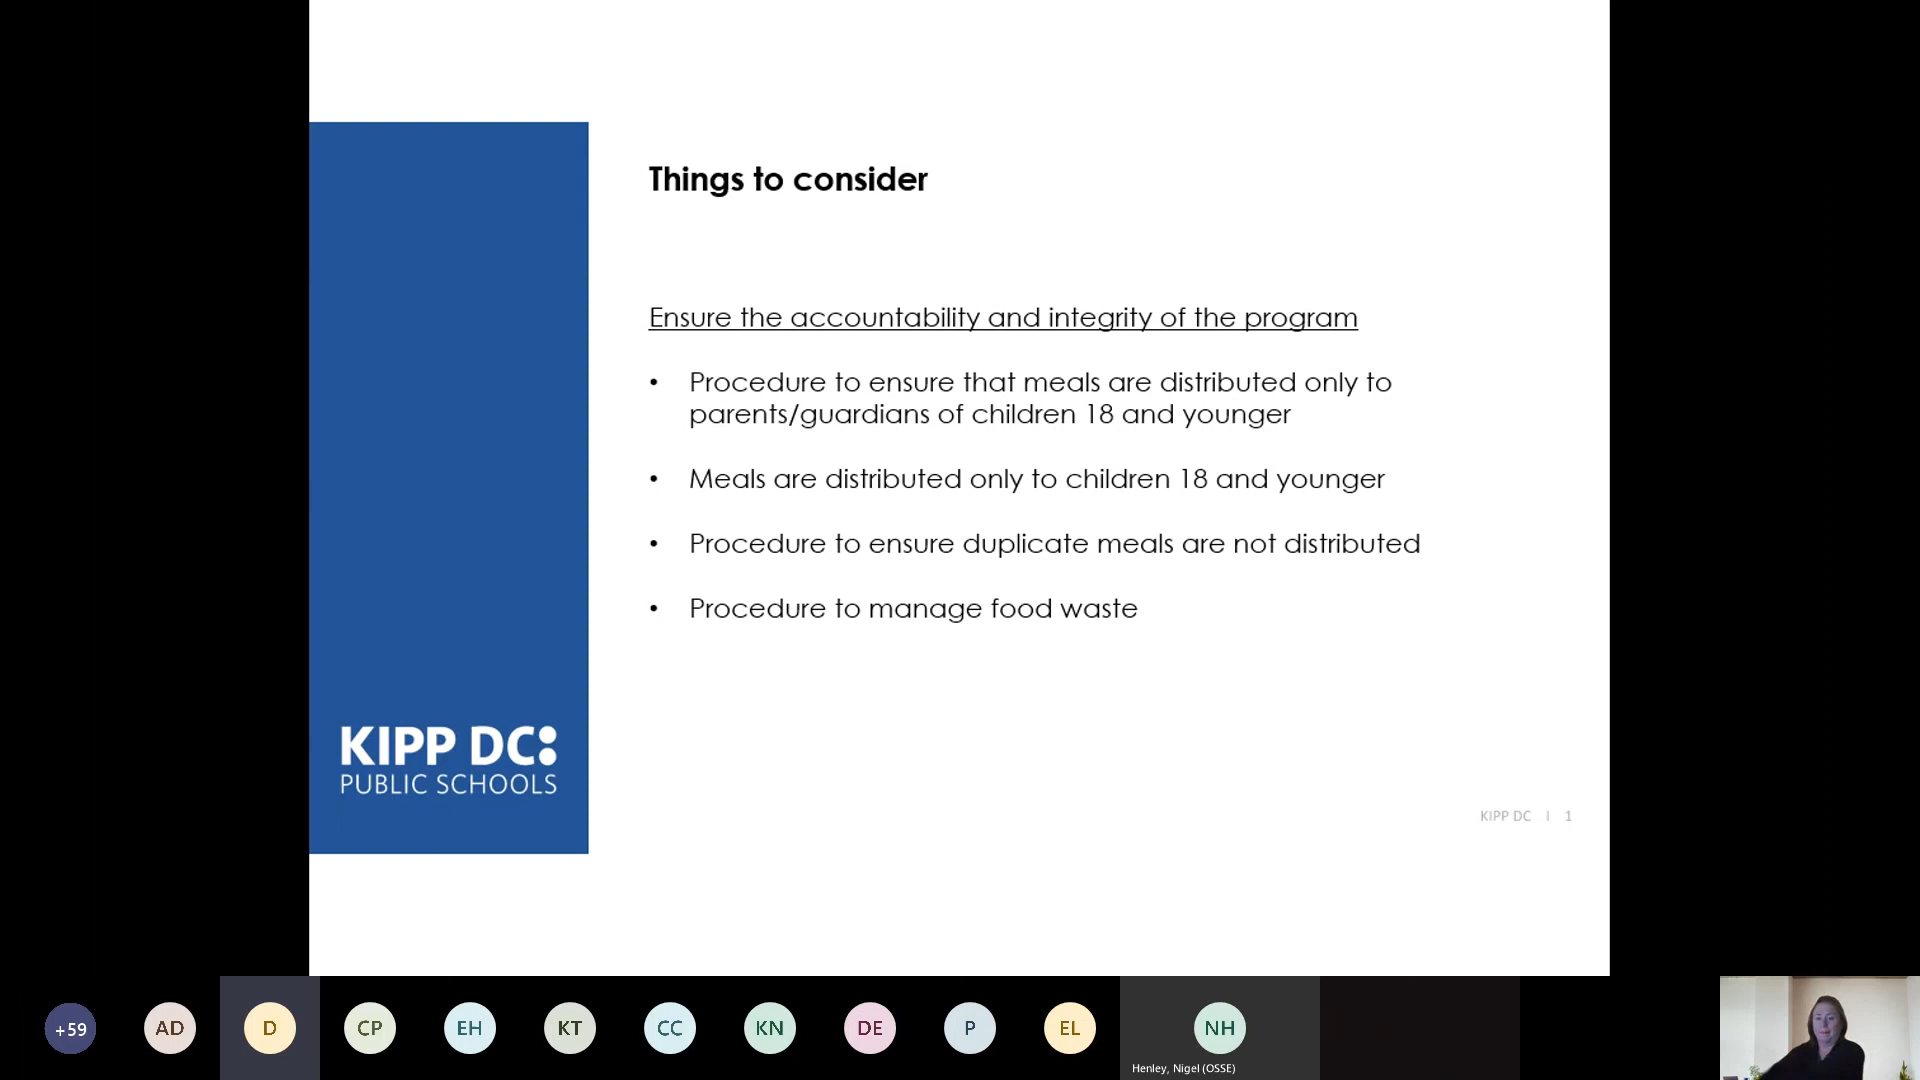 Things to consider
Ensure the accountability and integrity of the program
• Procedure to ensure that meals are distributed only to
parents/guardians of children 18 and younger
• Meals are distributed only to children 18 and younger
• Procedure to ensure duplicate meals are not distributed
• Procedure to manage food waste
KIPP DC:
PUBLIC SCHOOLS
KIPP DC | 1
+59 AD D CP EH KT CC KN DE P EL NH
Henley, Nigel (OSSE)